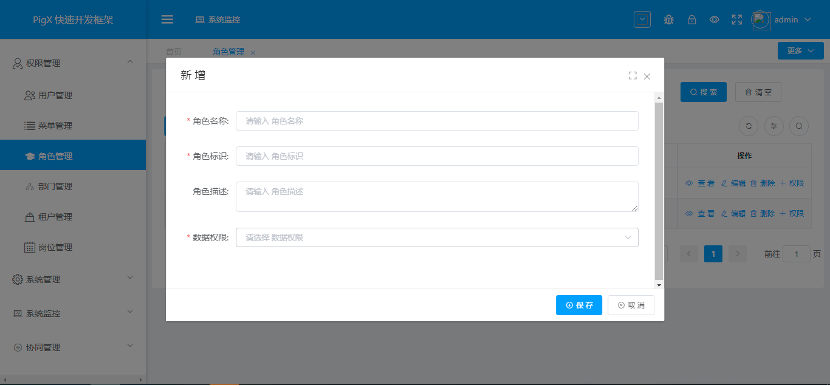 PigX 快速开发框架
系统监控
admin
首页
角色管理
更多
权限管理
用户管理
菜单管理
角色管理
部门管理
租户管理
岗位管理
系统管理
系统监控
协同管理
新 增
* 角色名称:
请输入 角色名称
* 角色标识:
请输入 角色标识
角色描述:
请输入 角色描述
* 数据权限:
请选择 数据权限
保 存
取 消
搜 索
清 空
操作
查 看 编辑 删除 权限
查 看 编辑 删除 权限
1
前往 1 页